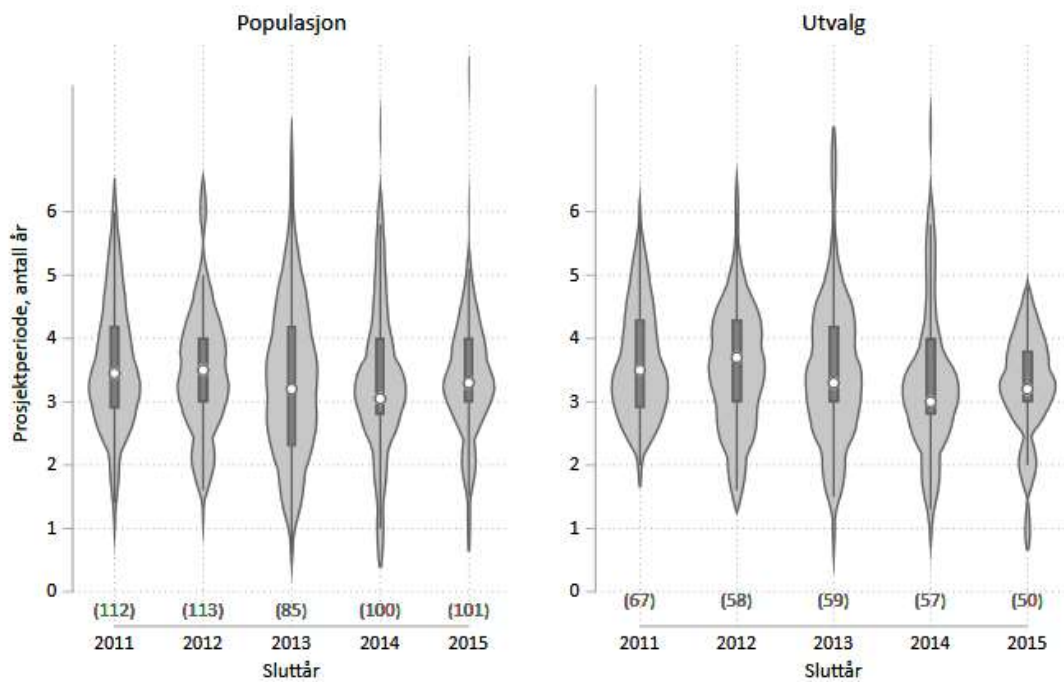 Populasjon
Utvalg
Prosjektperiode, antall år
6
5
4
3
2
1
0
(112) (113) (85) (100) (101)
2011 2012 2013 2014 2015
Sluttår
6
5
4
3
2
1
0
(67) (58) (59) (57) (50)
2011 2012 2013 2014 2015
Sluttår